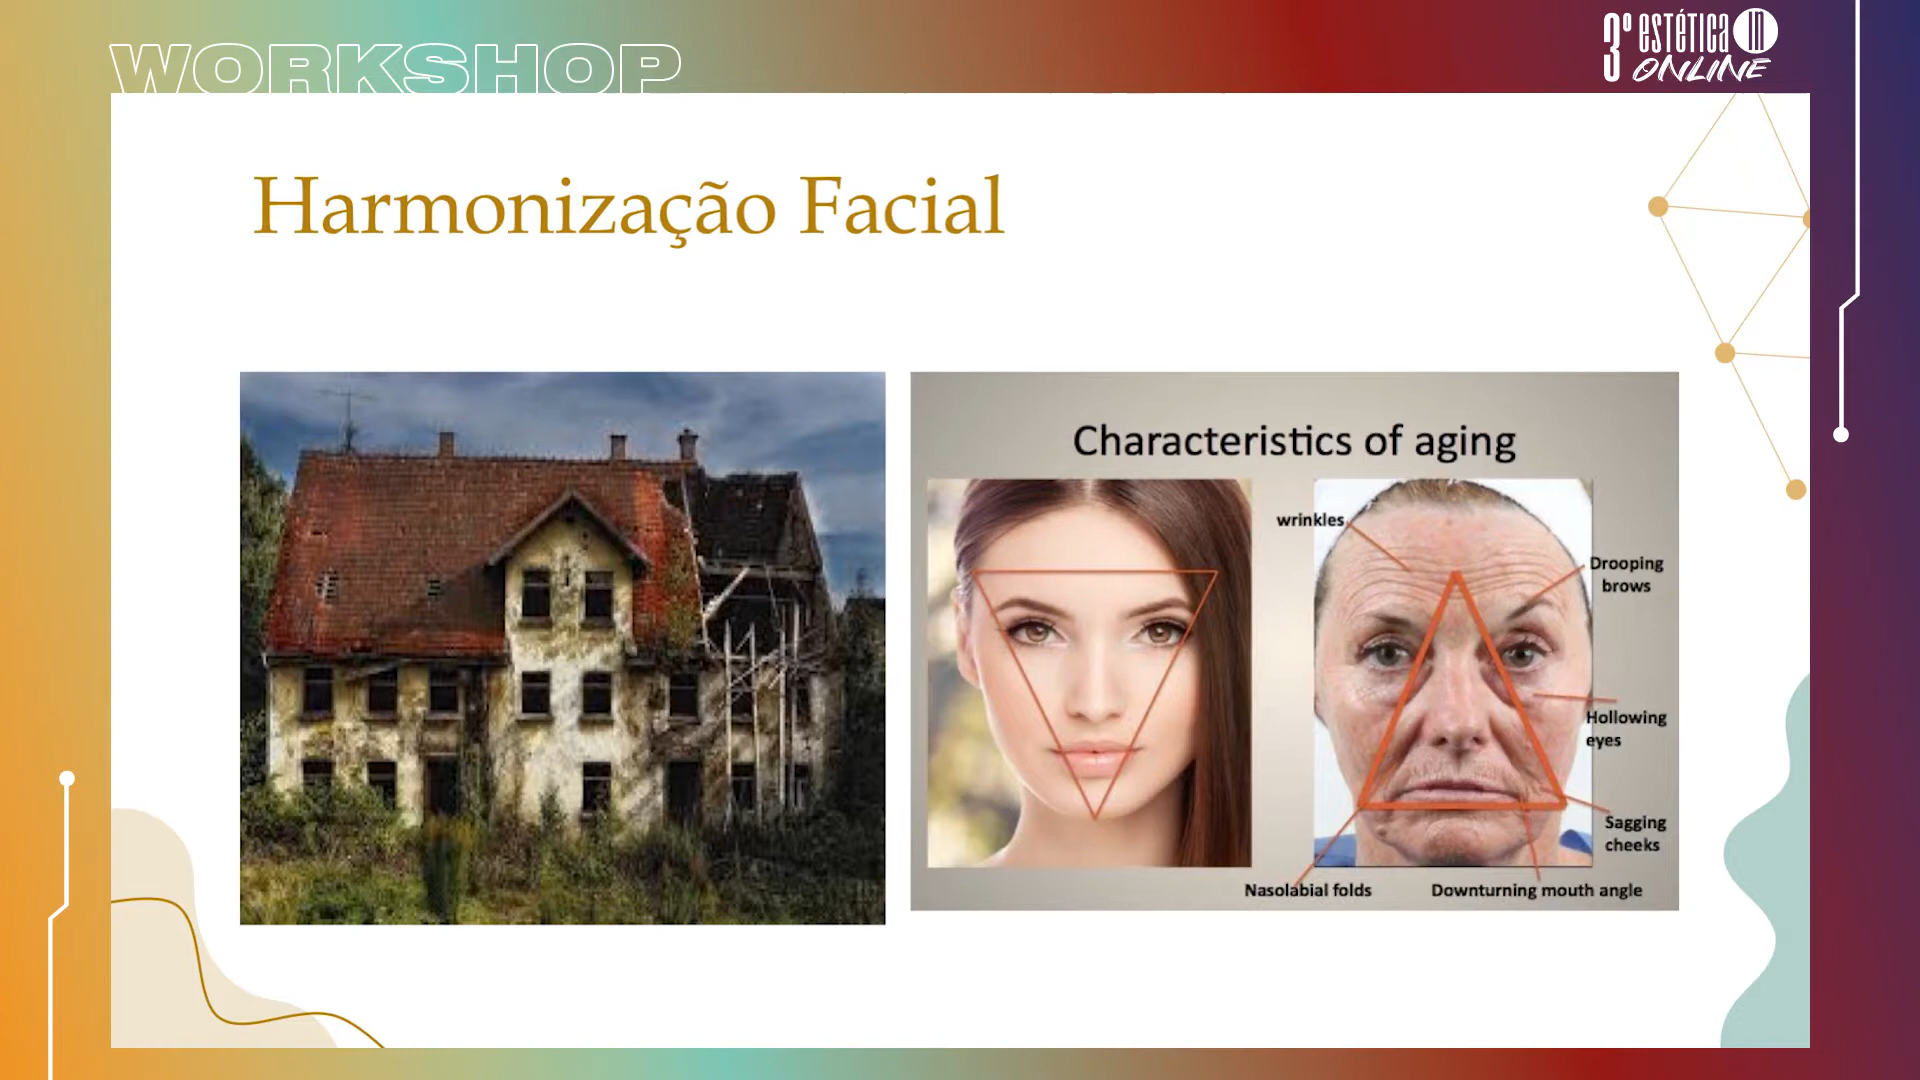 WORKSHOP
3º estética in
ONLINE
Harmonização Facial
Characteristics of aging
wrinkles
Drooping
brows
Hollowing
eyes
Sagging
cheeks
Nasolabial folds
Downturning mouth angle